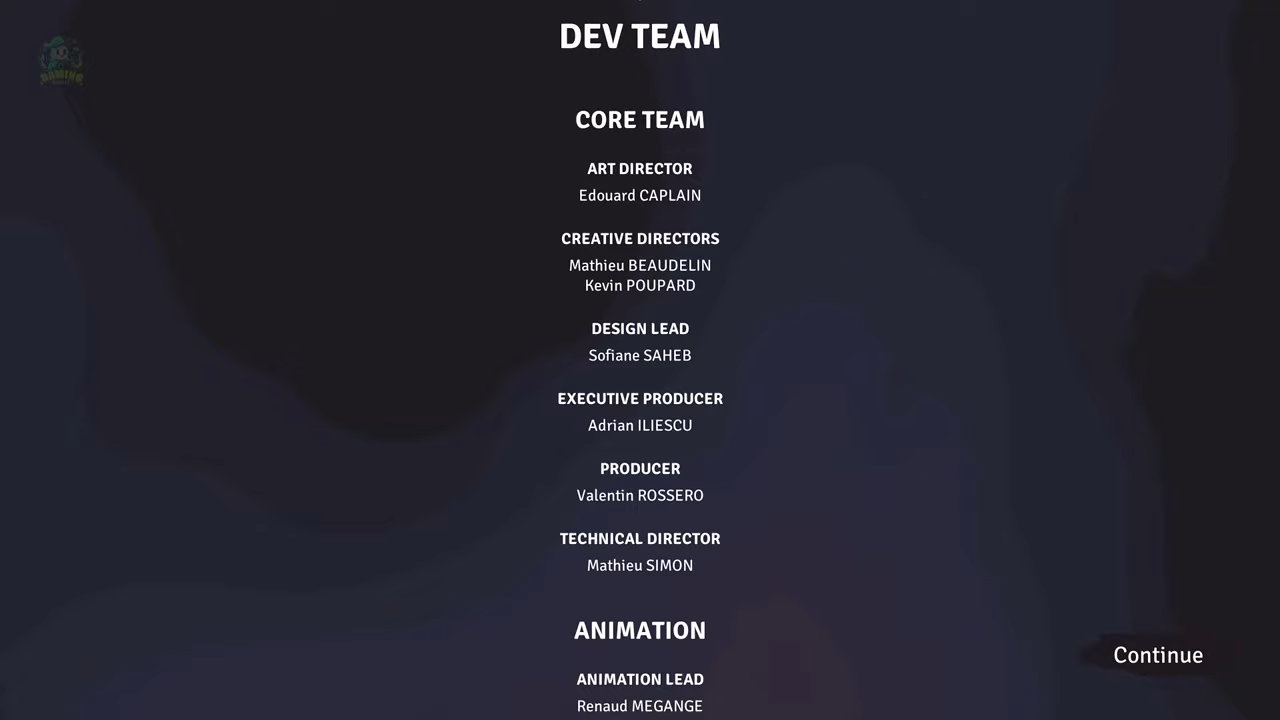 DEV TEAM
CORE TEAM
ART DIRECTOR
Edouard CAPLAIN
CREATIVE DIRECTORS
Mathieu BEAUDELIN
Kevin POUPARD
DESIGN LEAD
Sofiane SAHEB
EXECUTIVE PRODUCER
Adrian ILIESCU
PRODUCER
Valentin ROSSERO
TECHNICAL DIRECTOR
Mathieu SIMON
ANIMATION
ANIMATION LEAD
Renaud MEGANGE
Continue
GAMING